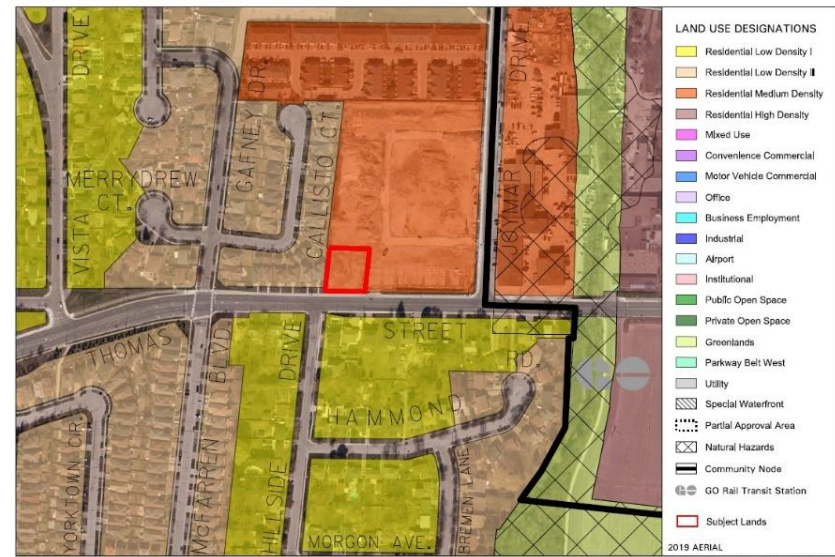 DRIVE
MERRYDREW
CT.
VISTA
GAFNEY DR.
CALLISTO CT.
DRIVE
JOYMAR
THOMAS
STREET
BLVD.
McFARREN
DRIVE
HILLSIDE
HAMMOND
RD.
YORKTOWN CIR.
MORGON AVE.
BREMEN LANE
LAND USE DESIGNATIONS
Residential Low Density I
Residential Low Density II
Residential Medium Density
Residential High Density
Mixed Use
Convenience Commercial
Motor Vehicle Commercial
Office
Business Employment
Industrial
Airport
Institutional
Public Open Space
Private Open Space
Greenlands
Parkway Belt West
Utility
Special Waterfront
Partial Approval Area
Natural Hazards
Community Node
GO Rail Transit Station
Subject Lands
2019 AERIAL